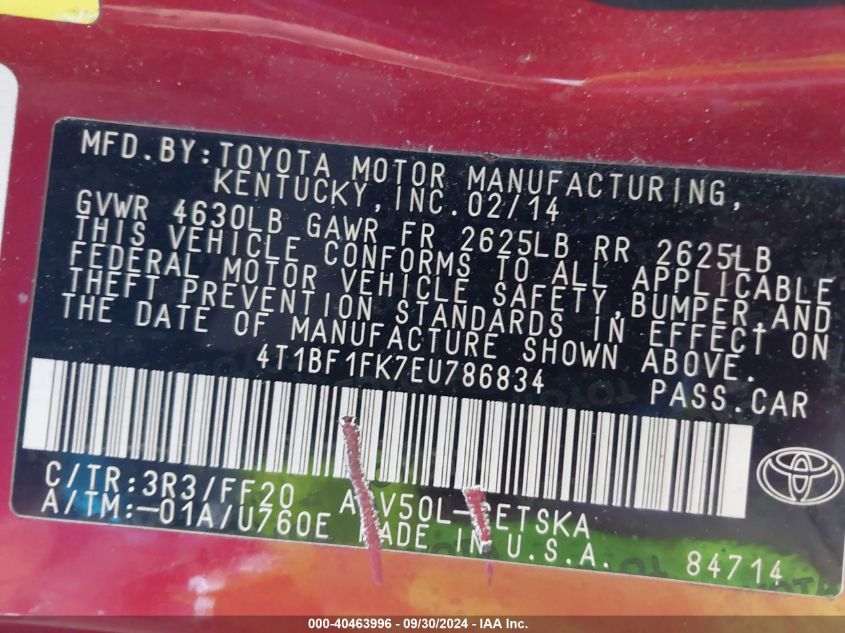 MFD.BY:TOYOTA MOTOR MANUFACTURING,
KENTUCKY,INC.02/14
GVWR 4630LB GAWR FR 2625LB RR 2625LB
THIS VEHICLE CONFORMS TO ALL APPLICABLE
FEDERAL MOTOR VEHICLE SAFETY,BUMPER,AND
THEFT PREVENTION STANDARDS IN EFFECT ON
THE DATE OF MANUFACTURE SHOWN ABOVE.
4T1BF1FK7EU786834 PASS.CAR
C/TR:3R3/FF20
A/TM:-01A/U760E MADE IN U.S.A. 84714
000-40463996 - 09/30/2024 - IAA Inc.